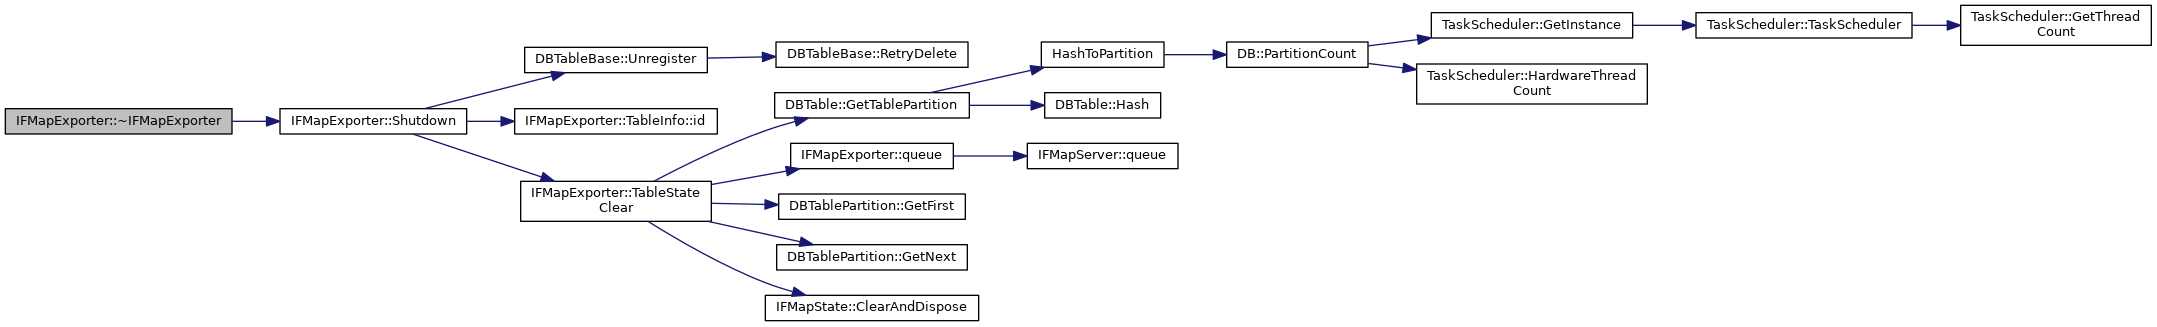 IFMapExporter::~IFMapExporter
IFMapExporter::Shutdown
DBTableBase::Unregister
DBTableBase::RetryDelete
IFMapExporter::TableInfo::id
IFMapExporter::TableState
Clear
DBTable::GetTablePartition
HashToPartition
DB::PartitionCount
TaskScheduler::GetInstance
TaskScheduler::TaskScheduler
TaskScheduler::GetThread
Count
TaskScheduler::HardwareThread
Count
DBTable::Hash
IFMapExporter::queue
IFMapServer::queue
DBTablePartition::GetFirst
DBTablePartition::GetNext
IFMapState::ClearAndDispose